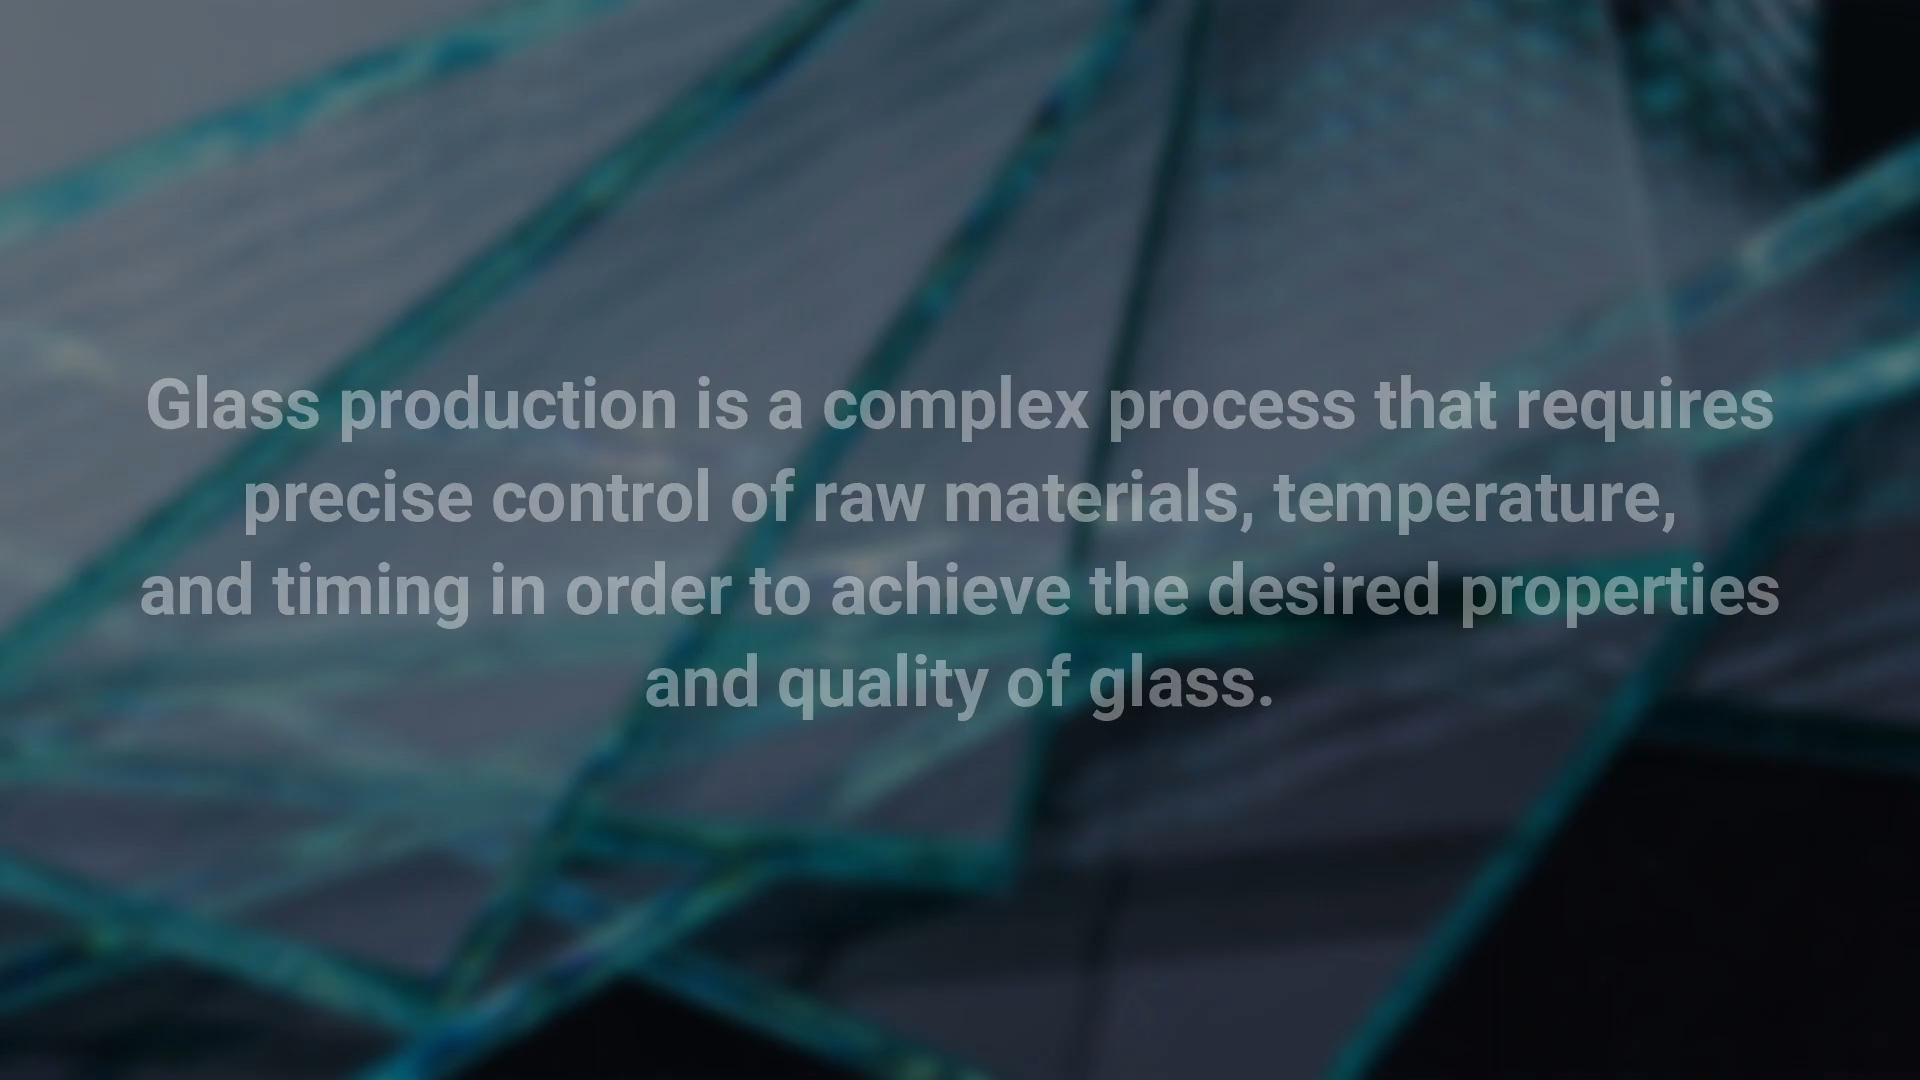 Glass production is a complex process that requires
precise control of raw materials, temperature,
and timing in order to achieve the desired properties
and quality of glass.